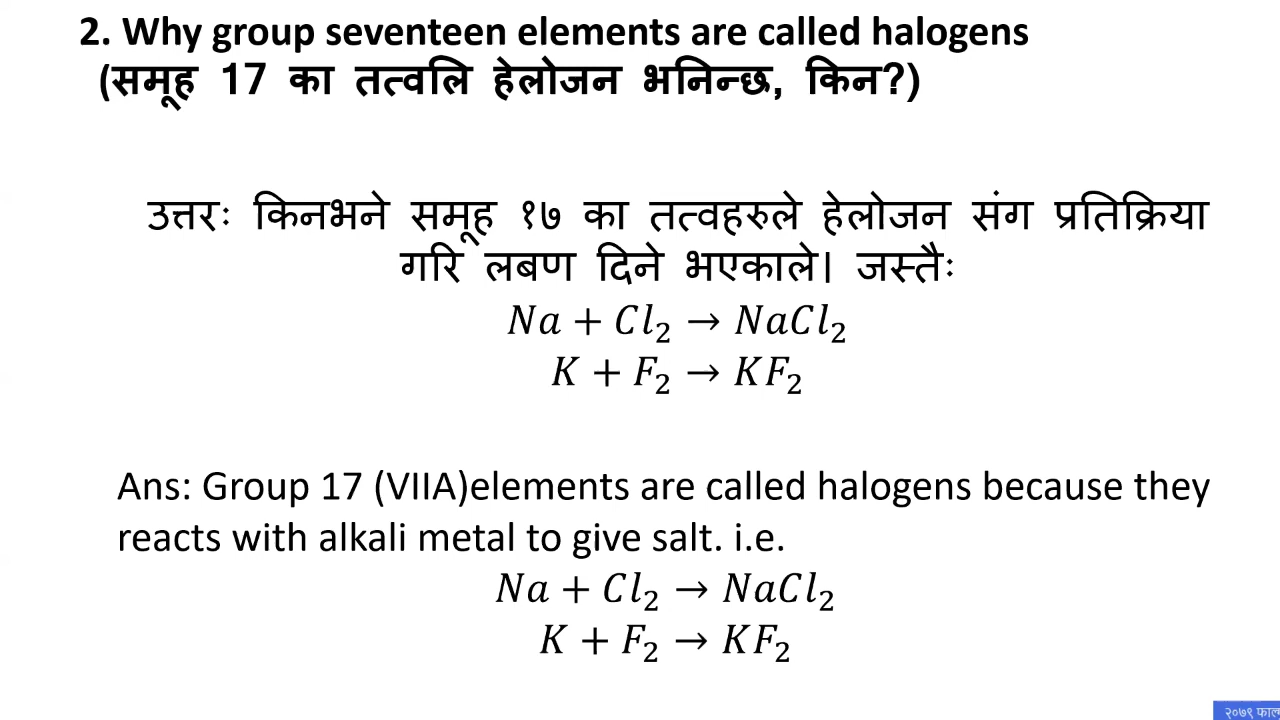 2. Why group seventeen elements are called halogens
(समूह 17 का तत्वलि हेलोजन भनिन्छ, किन?)
उत्तरः किनभने समूह १७ का तत्वहरुले हेलोजन संग प्रतिक्रिया
गरि लबण दिने भएकाले। जस्तैः
Na + Cl₂ → NaCl₂
K + F₂ → KF₂
Ans: Group 17 (VIIA)elements are called halogens because they
reacts with alkali metal to give salt. i.e.
Na + Cl₂ → NaCl₂
K + F₂ → KF₂
२०७९